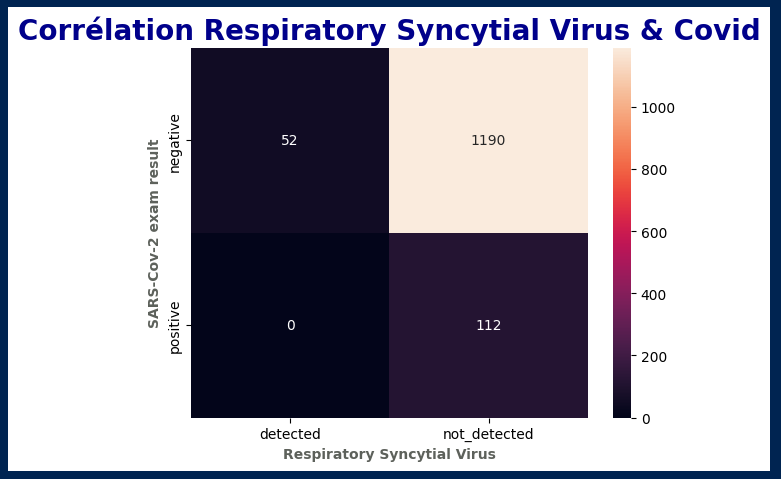 Corrélation Respiratory Syncytial Virus & Covid
SARS-Cov-2 exam result
negative
positive
52
1190
0
112
detected
not_detected
Respiratory Syncytial Virus
1000
800
600
400
200
0